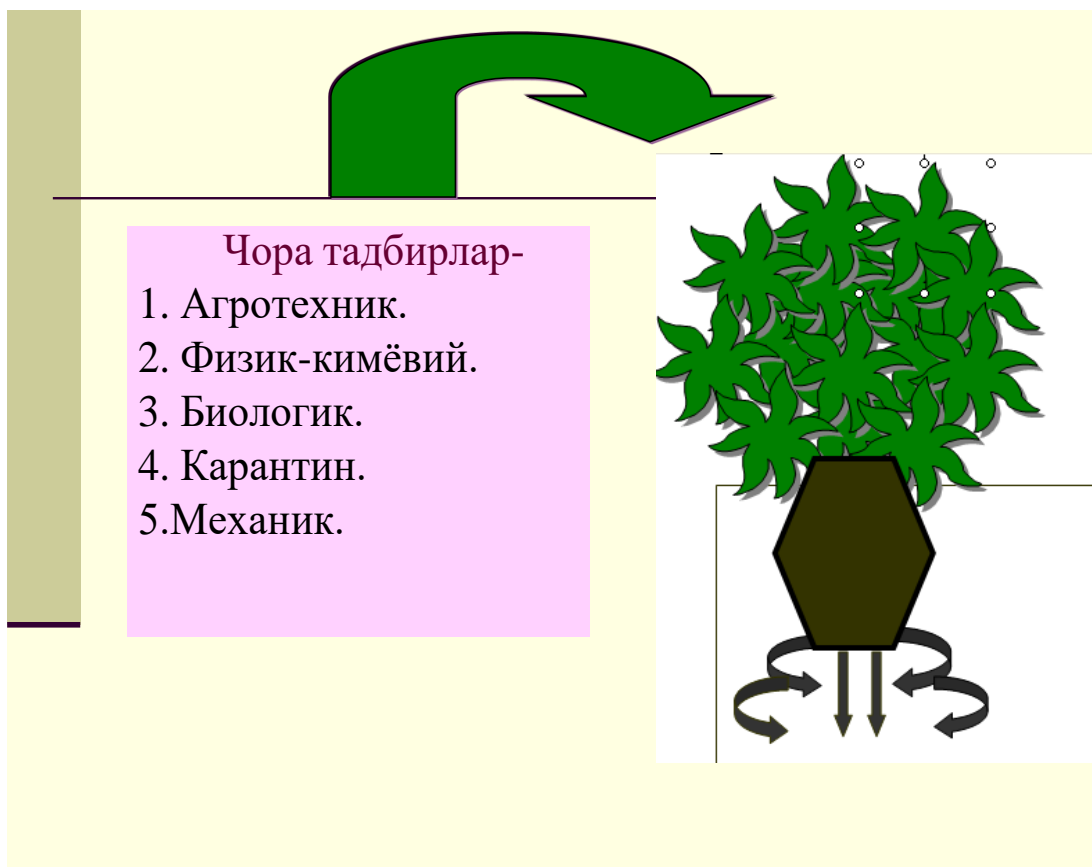 Чора тадбирлар-
1. Агротехник.
2. Физик-кимёвий.
3. Биологик.
4. Карантин.
5.Механик.